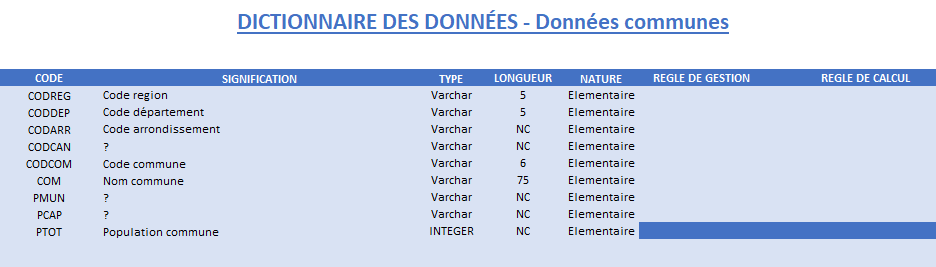 DICTIONNAIRE DES DONNÉES - Données communes
CODE SIGNIFICATION TYPE LONGUEUR NATURE REGLE DE GESTION REGLE DE CALCUL
CODREG Code region Varchar 5 Elementaire
CODDEP Code département Varchar 5 Elementaire
CODARR Code arrondissement Varchar NC Elementaire
CODCAN ? Varchar NC Elementaire
CODCOM Code commune Varchar 6 Elementaire
COM Nom commune Varchar 75 Elementaire
PMUN ? Varchar NC Elementaire
PCAP ? Varchar NC Elementaire
PTOT Population commune INTEGER NC Elementaire